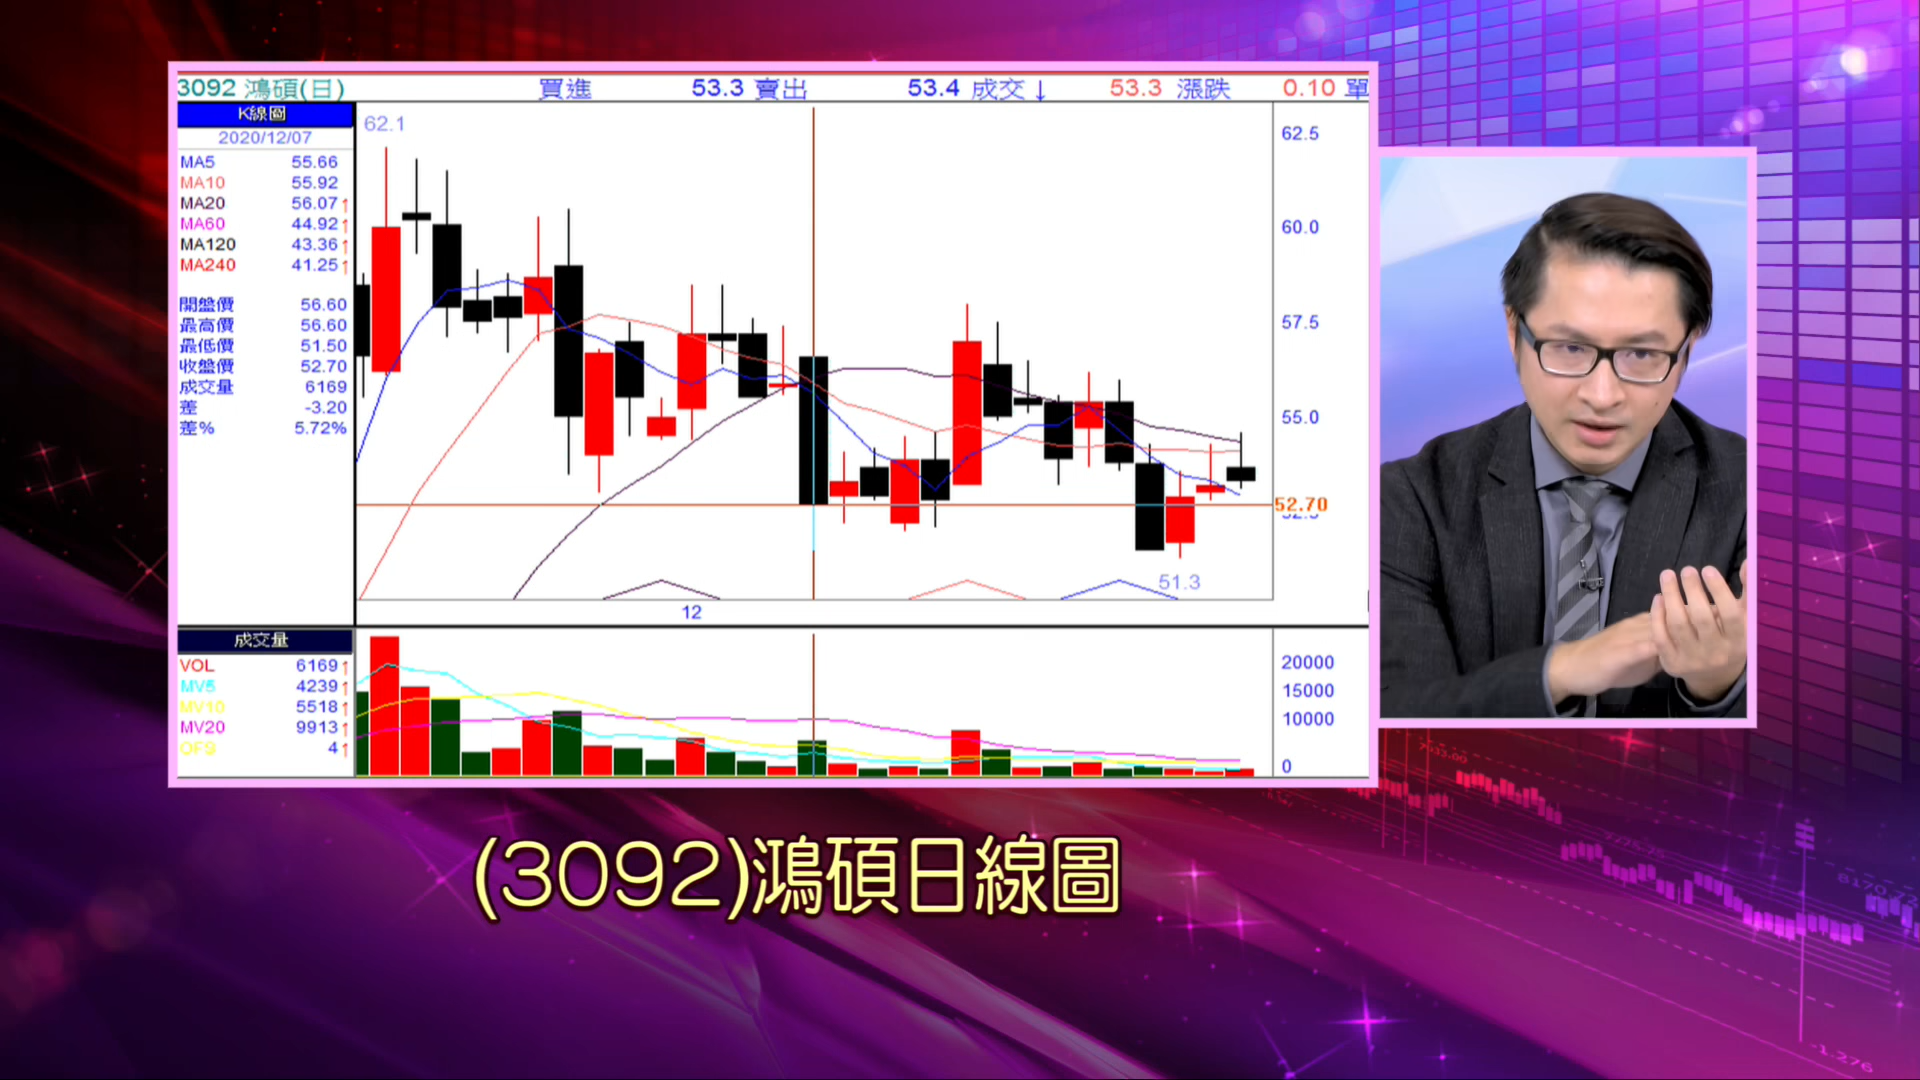 3092 鴻碩(日) 買進 53.3 賣出 53.4 成交↓ 53.3 漲跌 0.10 單
K線圖
2020/12/07
MA5 55.66
MA10 55.92
MA20 56.07↑
MA60 44.92↑
MA120 43.36↑
MA240 41.25↑
開盤價 56.60
最高價 56.60
最低價 51.50
收盤價 52.70
成交量 6169
差 -3.20
差% 5.72%
62.1
62.5
60.0
57.5
55.0
52.70
51.3
12
成交量
VOL 6169↑
MV5 4239↑
MV10 5518↑
MV20 9913↑
OFS 4↑
20000
15000
10000
0
(3092)鴻碩日線圖
-1.276